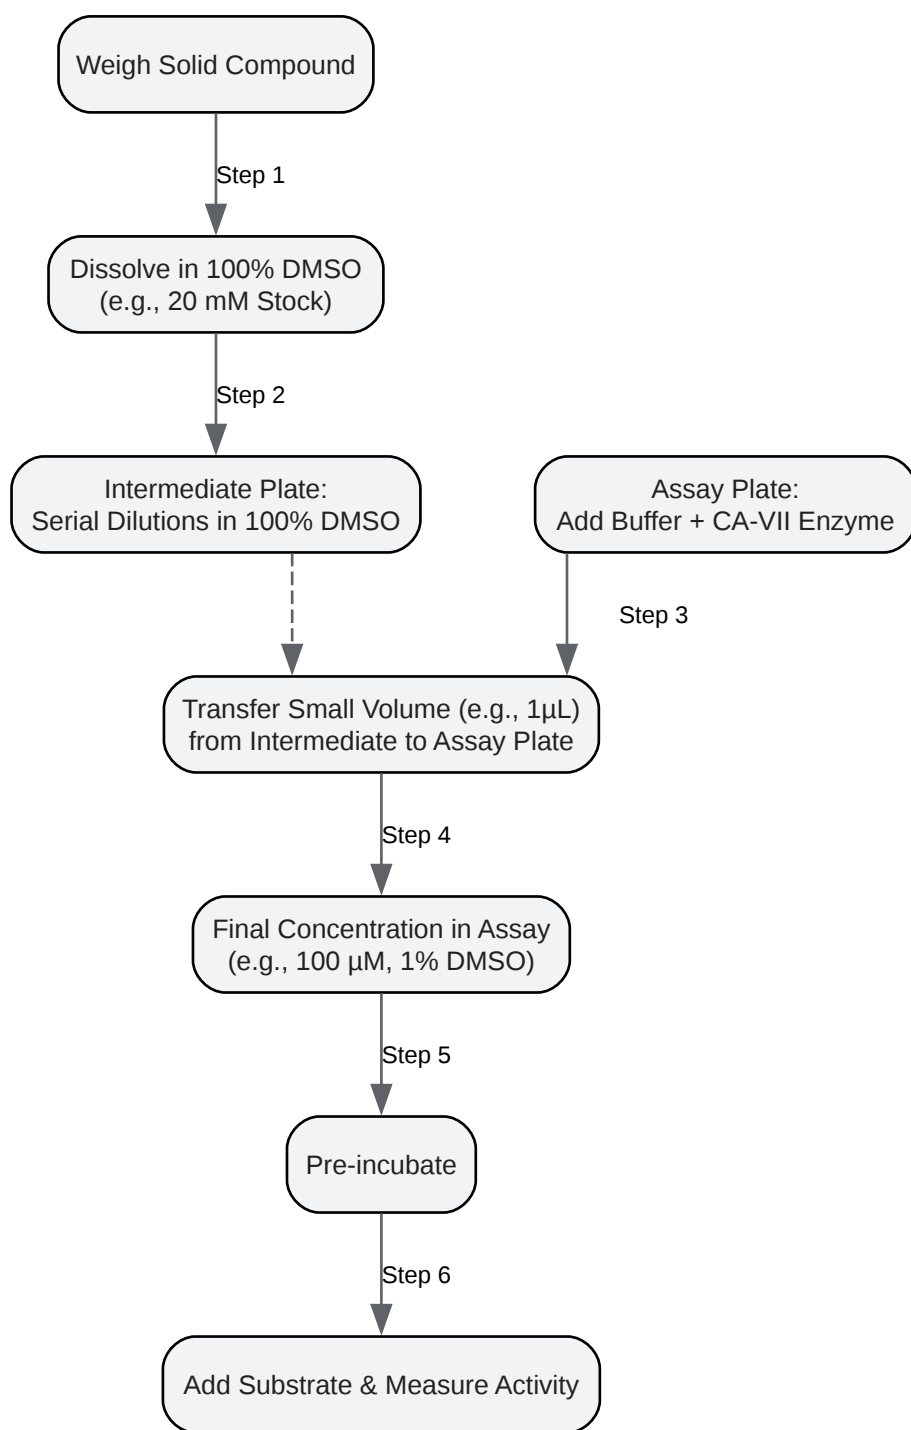 Weigh Solid Compound
Step 1
Dissolve in 100% DMSO
(e.g., 20 mM Stock)
Step 2
Intermediate Plate:
Serial Dilutions in 100% DMSO
Assay Plate:
Add Buffer + CA-VII Enzyme
Step 3
Transfer Small Volume (e.g., 1µL)
from Intermediate to Assay Plate
Step 4
Final Concentration in Assay
(e.g., 100 µM, 1% DMSO)
Step 5
Pre-incubate
Step 6
Add Substrate & Measure Activity